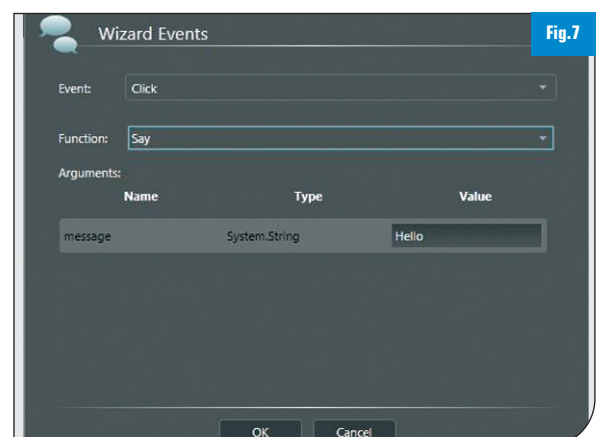 Wizard Events
Fig.7
Event: Click
Function: Say
Arguments:
Name Type Value
message System.String Hello
OK Cancel